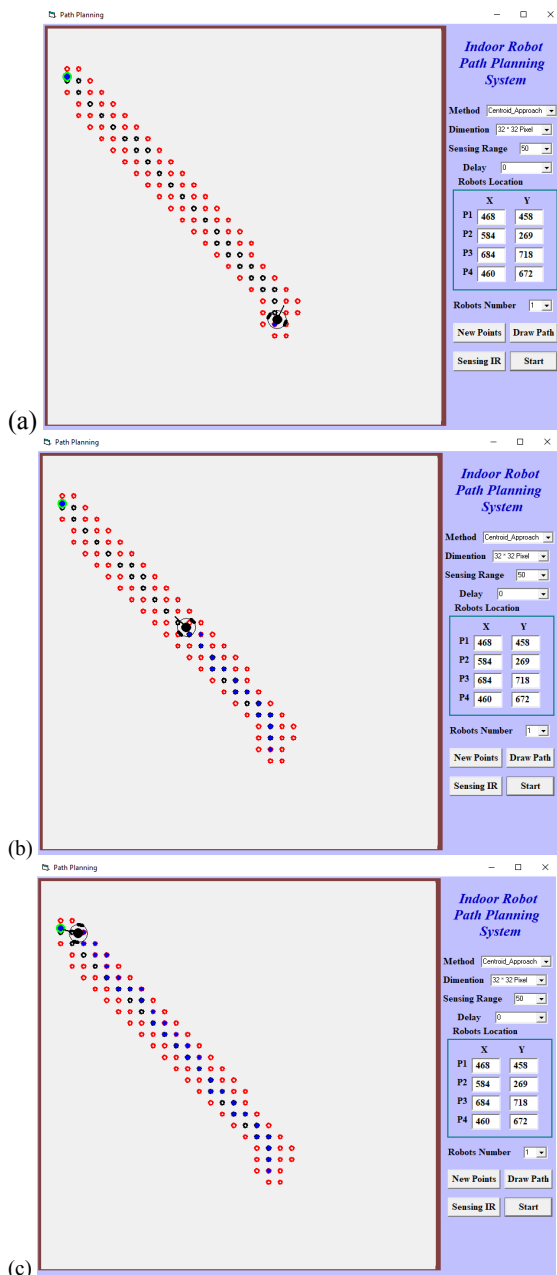 Path Planning
Indoor Robot
Path Planning
System
Method Centroid_Approach
Dimention 32 * 32 Pixel
Sensing Range 50
Delay 0
Robots Location
X Y
P1 468 458
P2 584 269
P3 684 718
P4 460 672
Robots Number 1
New Points Draw Path
Sensing IR Start
(a)
Path Planning
Indoor Robot
Path Planning
System
Method Centroid_Approach
Dimention 32 * 32 Pixel
Sensing Range 50
Delay 0
Robots Location
X Y
P1 468 458
P2 584 269
P3 684 718
P4 460 672
Robots Number 1
New Points Draw Path
Sensing IR Start
(b)
Path Planning
Indoor Robot
Path Planning
System
Method Centroid_Approach
Dimention 32 * 32 Pixel
Sensing Range 50
Delay 0
Robots Location
X Y
P1 468 458
P2 584 269
P3 684 718
P4 460 672
Robots Number 1
New Points Draw Path
Sensing IR Start
(c)